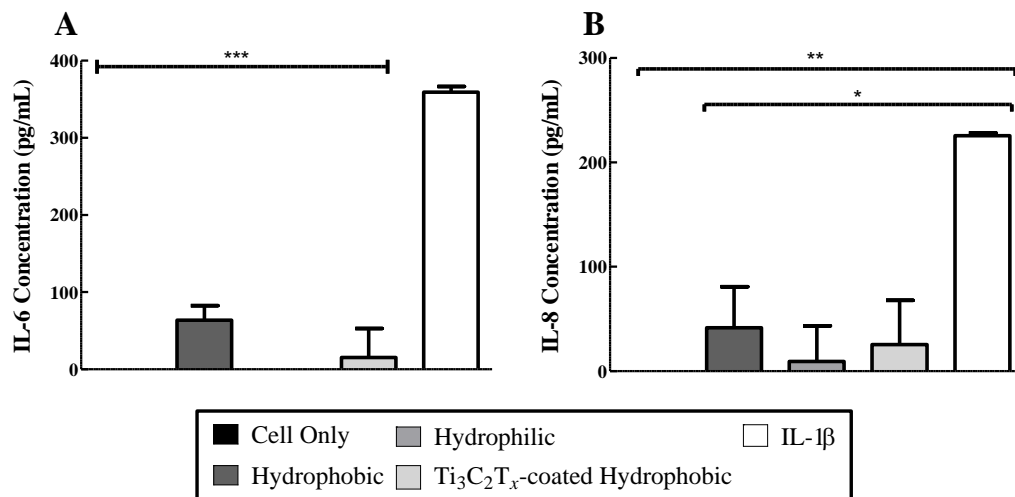 A
IL-6 Concentration (pg/mL)
400
300
200
100
0
***
B
IL-8 Concentration (pg/mL)
300
200
100
0
**
*
Cell Only
Hydrophilic
IL-1β
Hydrophobic
Ti₃C₂Tₓ-coated Hydrophobic